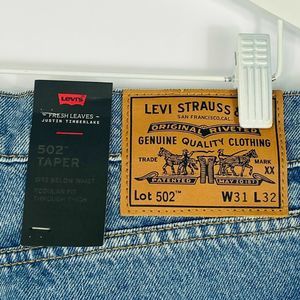 Levi's
FRESH LEAVES
JUSTIN TIMBERLAKE
502™
TAPER
SITS BELOW WAIST
REGULAR FIT
THROUGH THIGH
LEVI STRAUSS &
SAN FRANCISCO, CAL.
ORIGINAL RIVETED
GENUINE QUALITY CLOTHING
TRADE MARK
XX
PATENTED MAY 20 1873
Lot 502™ W31 L32